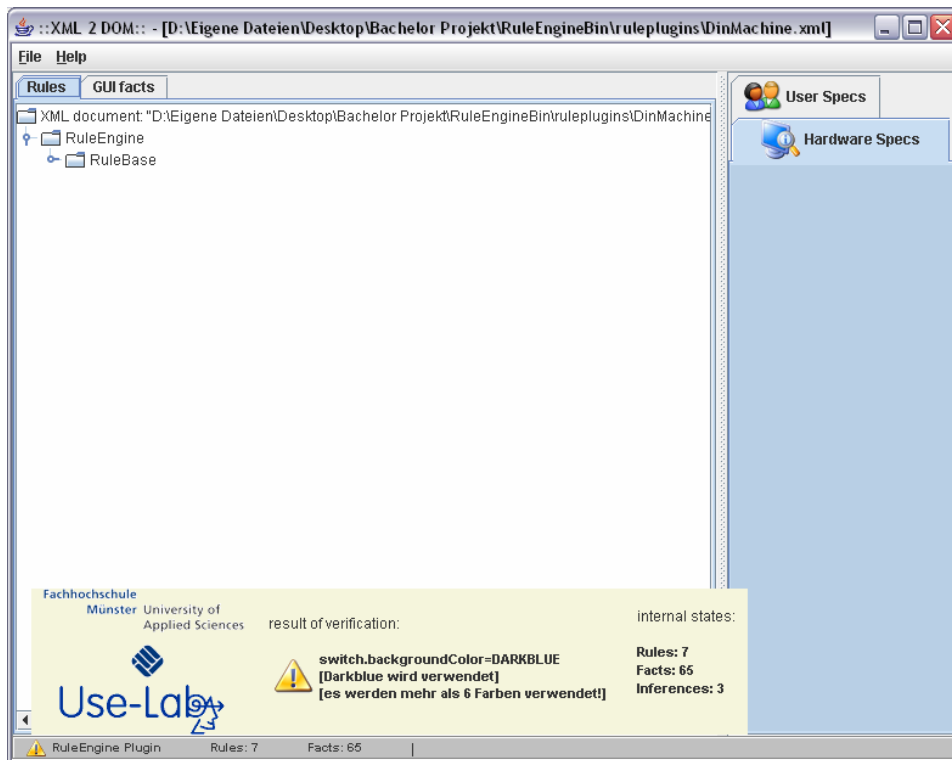 ::XML 2 DOM:: - [D:\Eigene Dateien\Desktop\Bachelor Projekt\RuleEngineBin\ruleplugins\DinMachine.xml]
File Help
Rules GUI facts
User Specs
Hardware Specs
XML document: "D:\Eigene Dateien\Desktop\Bachelor Projekt\RuleEngineBin\ruleplugins\DinMachine
RuleEngine
RuleBase
Fachhochschule
Münster University of
Applied Sciences
Use-Lab
result of verification:
switch.backgroundColor=DARKBLUE
[Darkblue wird verwendet]
[es werden mehr als 6 Farben verwendet!]
internal states:
Rules: 7
Facts: 65
Inferences: 3
RuleEngine Plugin Rules: 7 Facts: 65